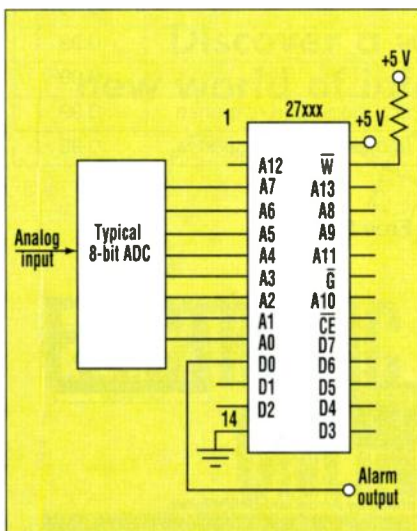 +5 V
+5 V
1
27xxx
A12
W̅
A7
A13
A6
A8
A5
A9
A4
A11
A3
G̅
A2
A10
A1
C̅E̅
A0
D7
D0
D6
D1
D5
D2
D4
14
D3
Typical
8-bit ADC
Analog
input
Alarm
output